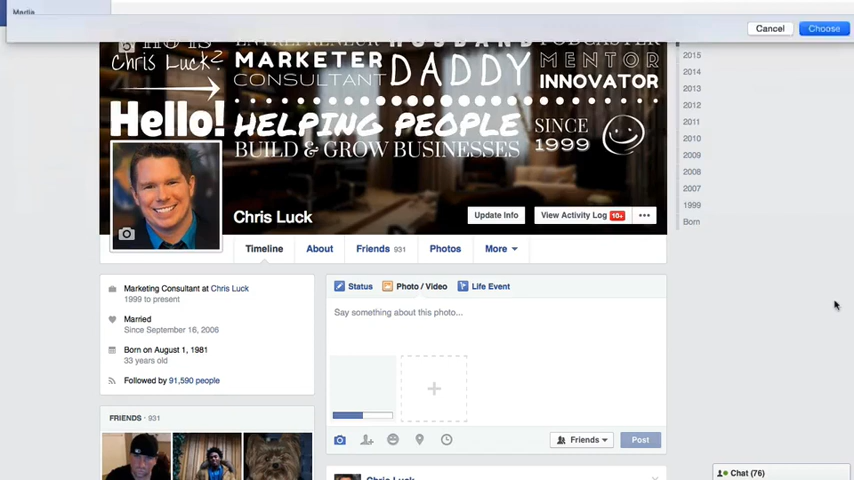 Cancel
Choose
Chris Luck?
MARKETER
CONSULTANT
DADDY
MENTOR
INNOVATOR
Hello!
HELPING PEOPLE
BUILD & GROW BUSINESSES
SINCE
1999
Chris Luck
Update Info
View Activity Log 10+
Timeline
About
Friends 931
Photos
More
2015
2014
2013
2012
2011
2010
2009
2008
2007
1999
Born
Marketing Consultant at Chris Luck
1999 to present
Married
Since September 16, 2006
Born on August 1, 1981
33 years old
Followed by 91,590 people
FRIENDS · 931
Status
Photo / Video
Life Event
Say something about this photo...
Friends
Post
Chris Luck
Chat (76)